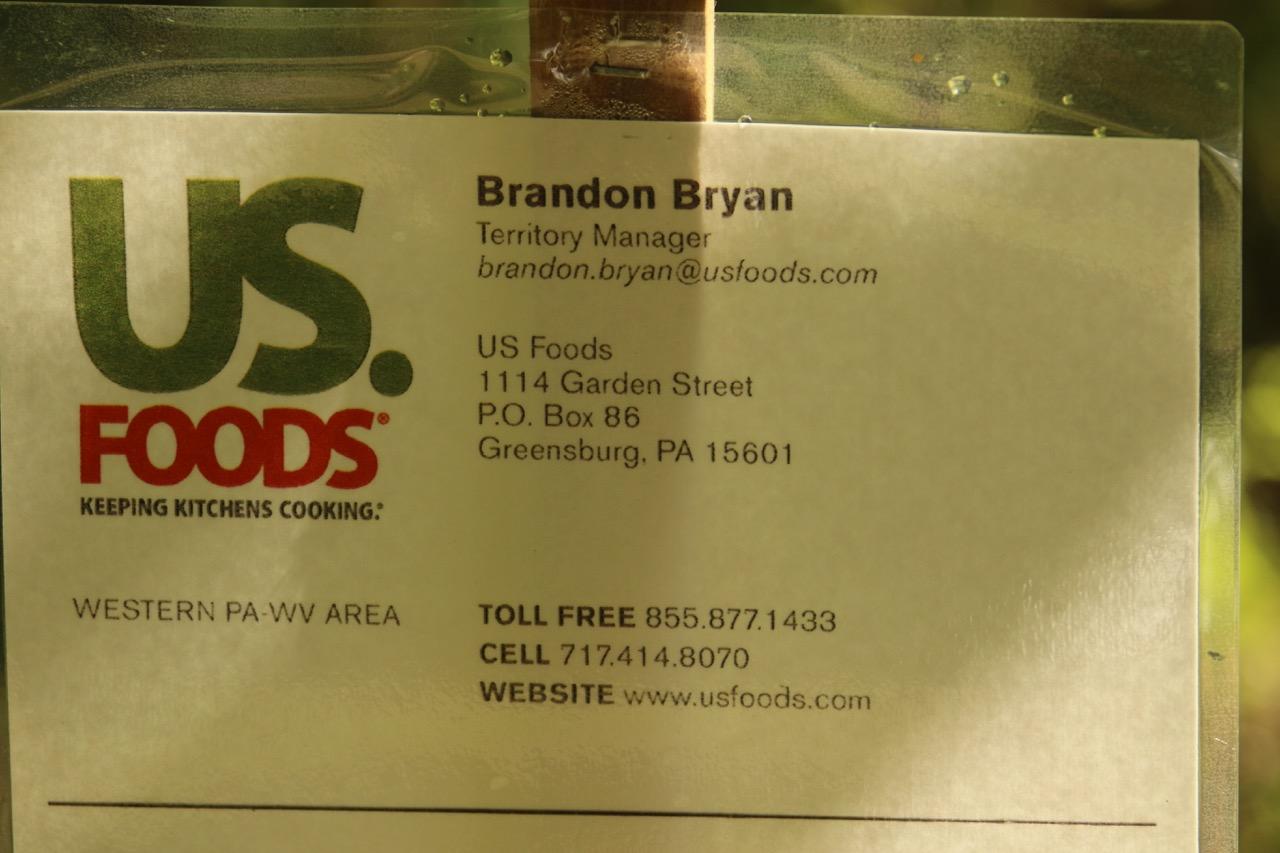 US.
FOODS®
KEEPING KITCHENS COOKING.®
Brandon Bryan
Territory Manager
brandon.bryan@usfoods.com
US Foods
1114 Garden Street
P.O. Box 86
Greensburg, PA 15601
WESTERN PA-WV AREA
TOLL FREE 855.877.1433
CELL 717.414.8070
WEBSITE www.usfoods.com